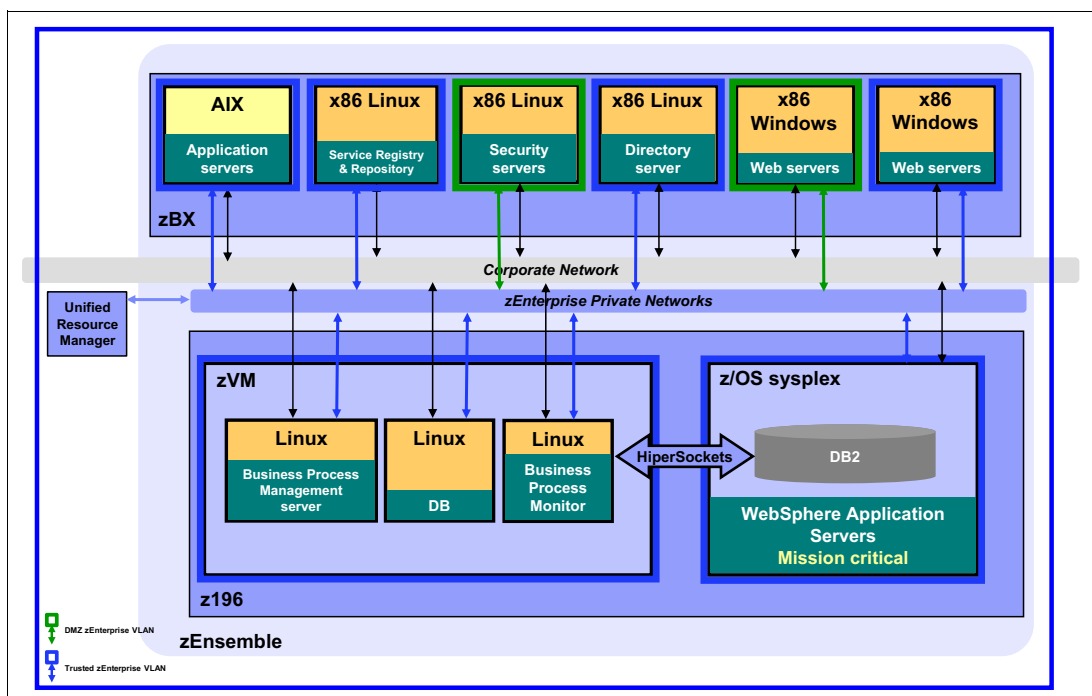 AIX
Application
servers
x86 Linux
Service Registry
& Repository
x86 Linux
Security
servers
x86 Linux
Directory
server
x86
Windows
Web servers
x86
Windows
Web servers
zBX
Corporate Network
zEnterprise Private Networks
Unified
Resource
Manager
zVM
Linux
Business Process
Management
server
Linux
DB
Linux
Business
Process
Monitor
HiperSockets
z/OS sysplex
DB2
WebSphere Application
Servers
Mission critical
z196
zEnsemble
DMZ zEnterprise VLAN
Trusted zEnterprise VLAN